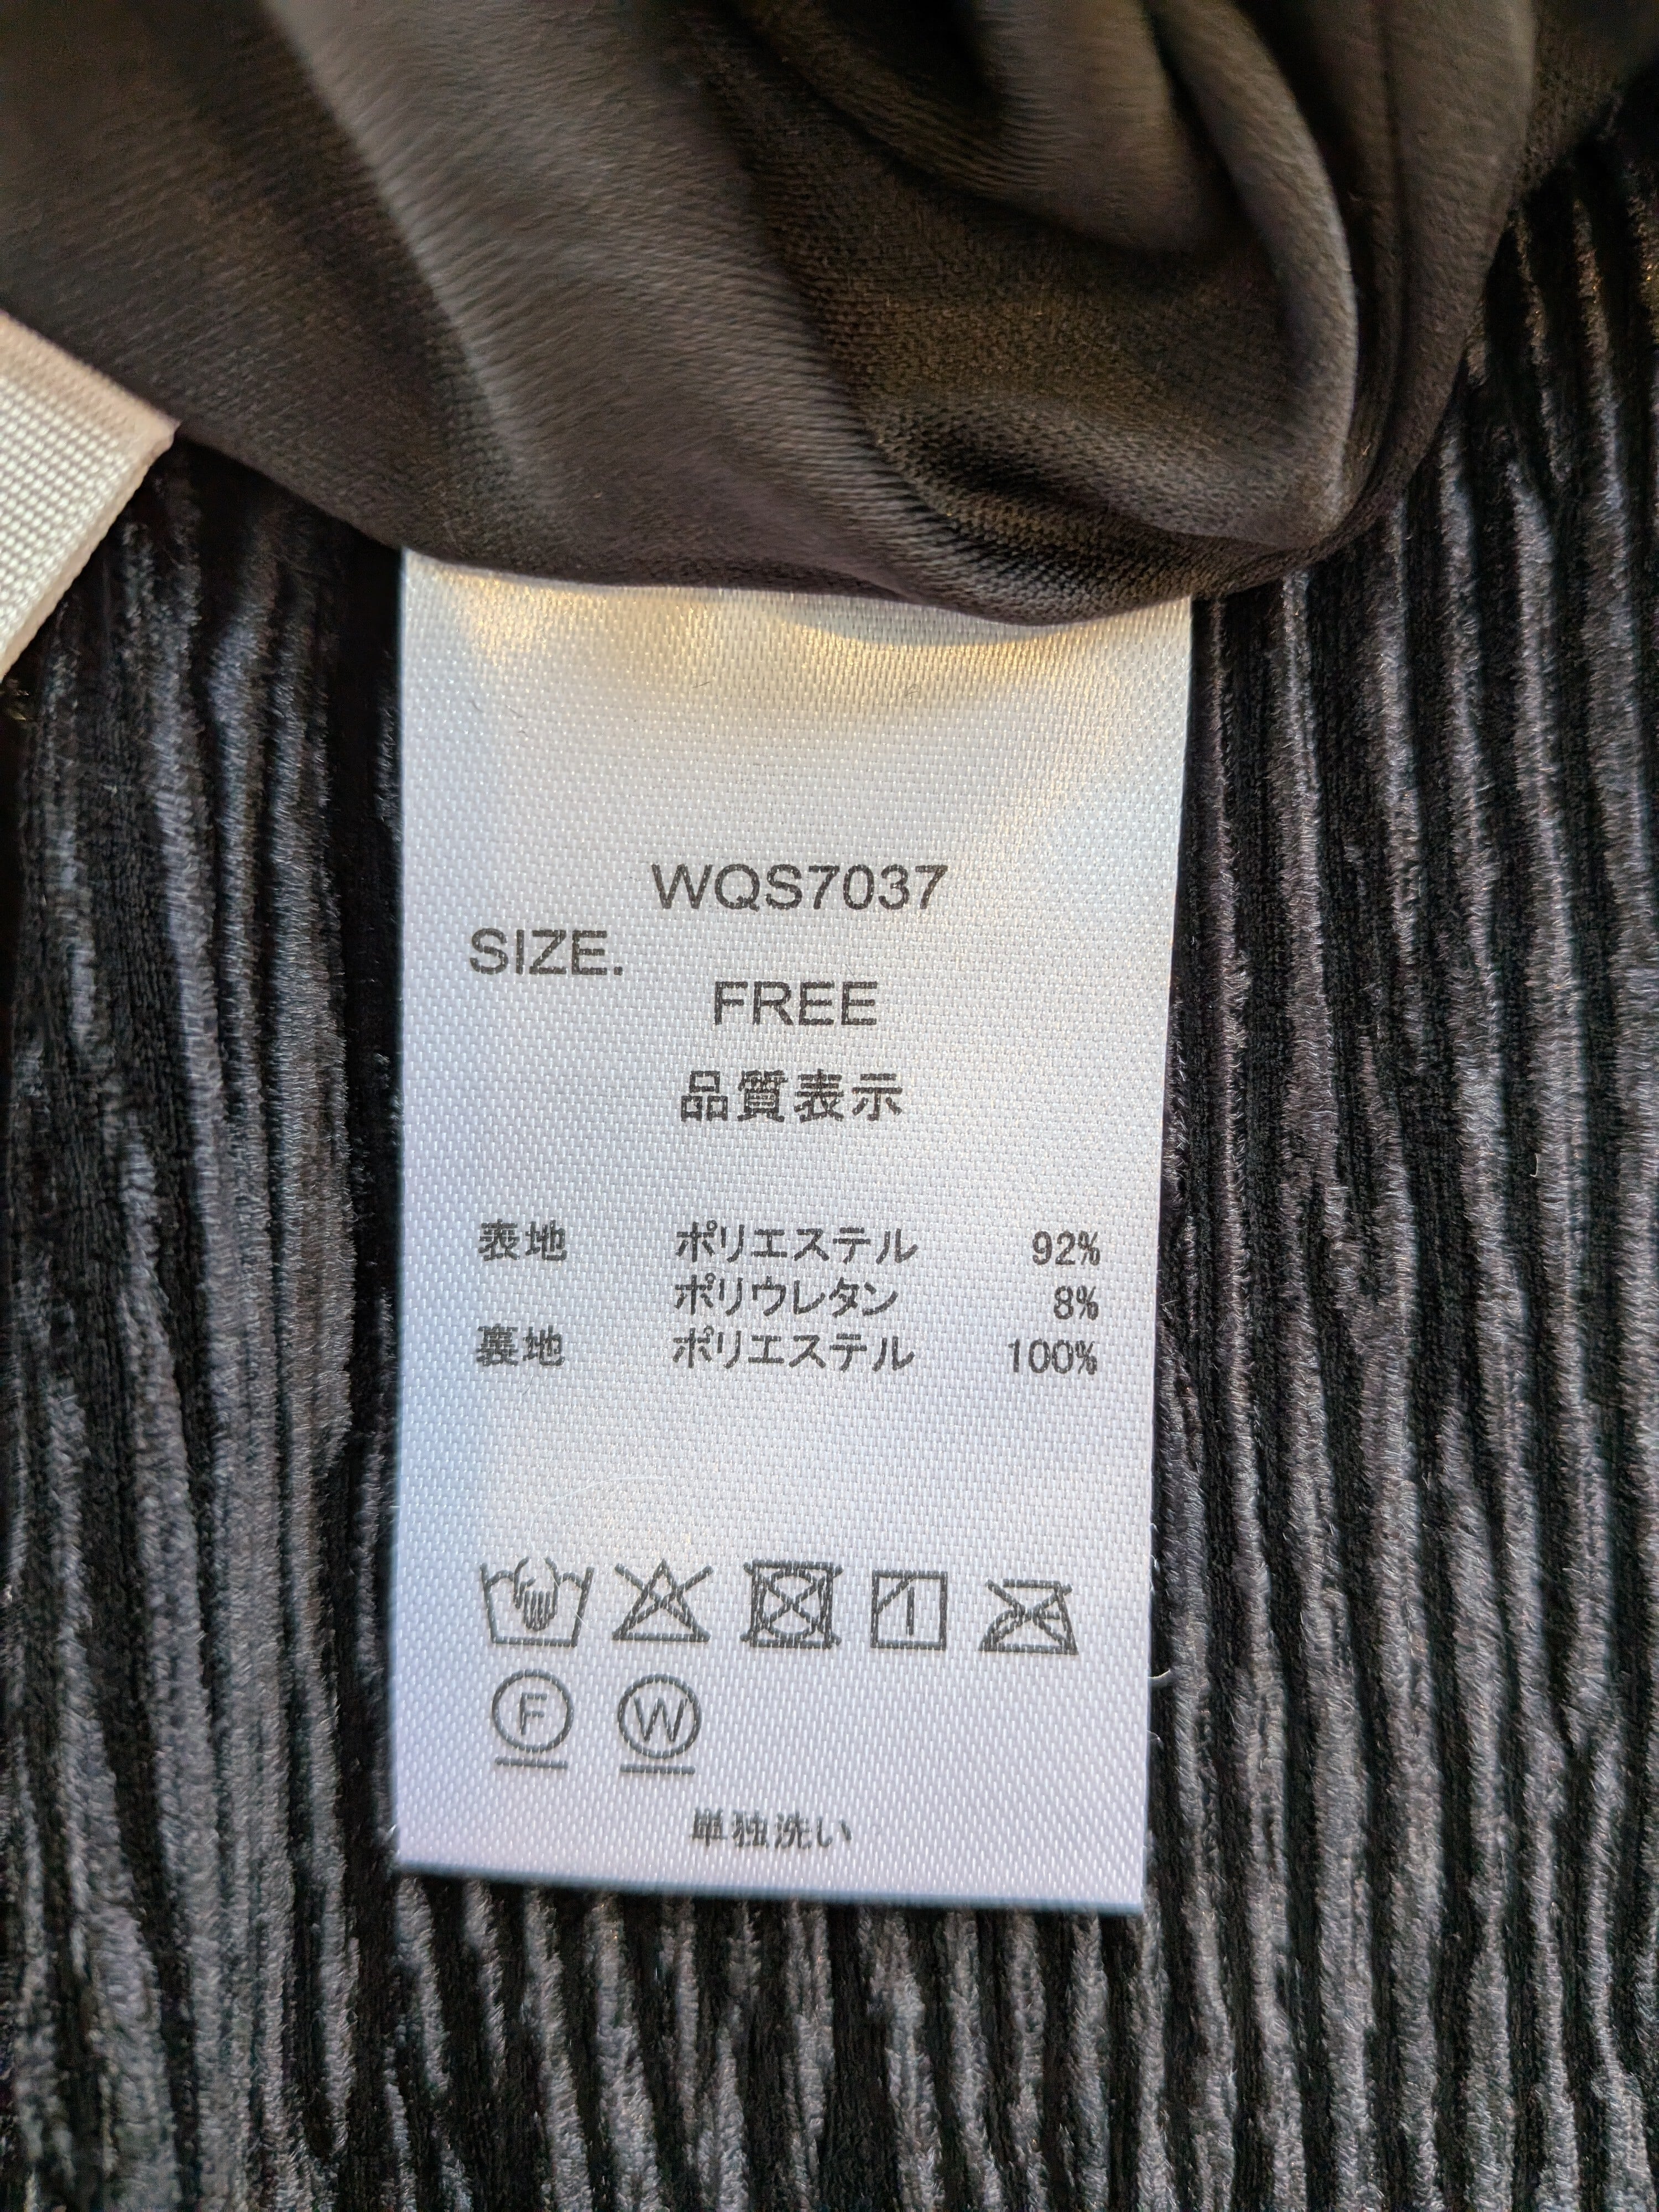 WQS7037
SIZE.
FREE
品質表示
表地 ポリエステル 92%
ポリウレタン 8%
裏地 ポリエステル 100%
F W
単独洗い